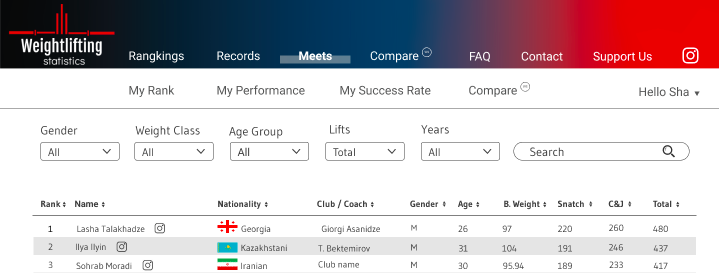 Weightlifting
statistics
Rangkings Records Meets Compare FAQ Contact Support Us
My Rank My Performance My Success Rate Compare Hello Sha
Gender Weight Class Age Group Lifts Years
All All All Total All Search
Rank Name Nationality Club / Coach Gender Age B. Weight Snatch C&J Total
1 Lasha Talakhadze Georgia Giorgi Asanidze M 26 97 220 260 480
2 Ilya Ilyin Kazakhstani T. Bektemirov M 31 104 191 246 437
3 Sohrab Moradi Iranian Club name M 30 95.94 189 233 417